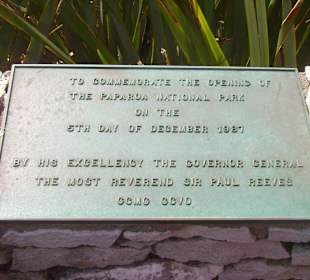 TO COMMEMORATE THE OPENING OF
THE PAPAROA NATIONAL PARK
ON THE
5TH DAY OF DECEMBER 1987
BY HIS EXCELLENCY THE GOVERNOR GENERAL
THE MOST REVEREND SIR PAUL REEVES
GCMG GCVO